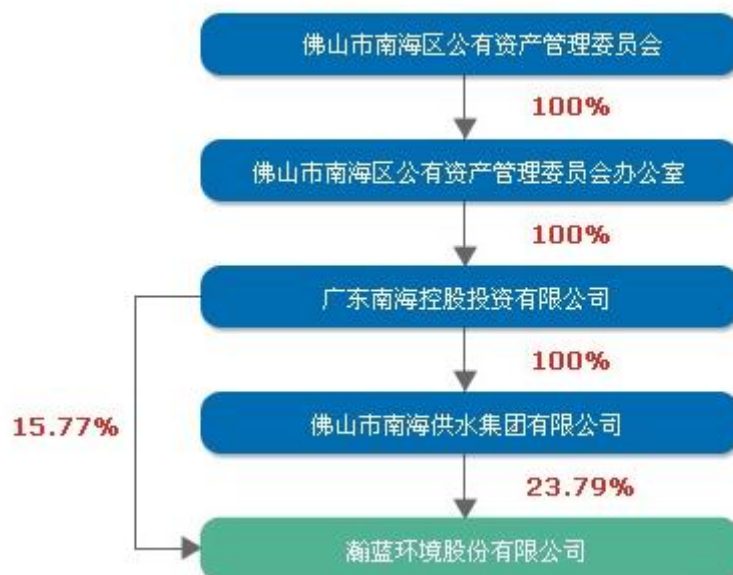 佛山市南海区公有资产管理委员会
100%
佛山市南海区公有资产管理委员会办公室
100%
广东南海控股投资有限公司
100%
15.77%
佛山市南海供水集团有限公司
23.79%
瀚蓝环境股份有限公司